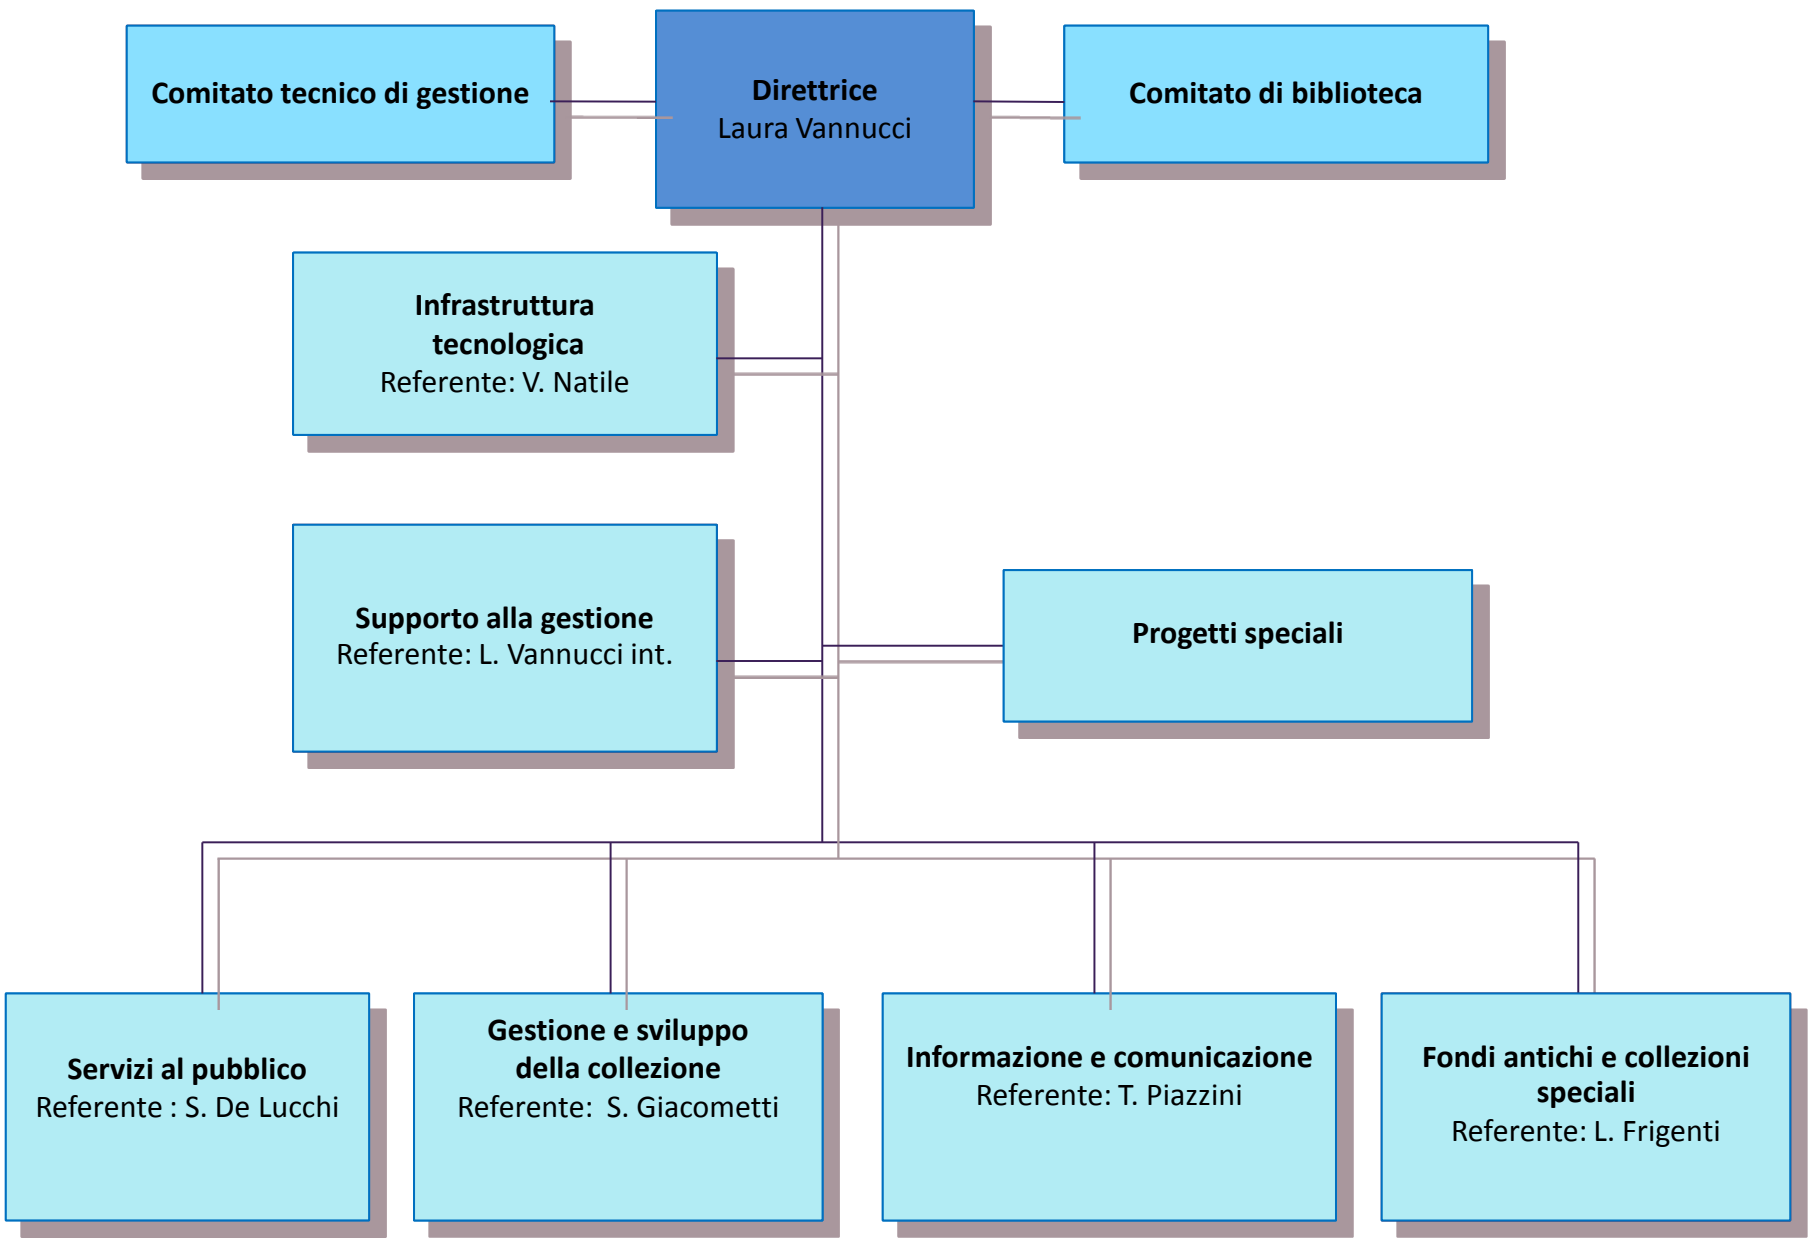 Comitato tecnico di gestione
Direttrice
Laura Vannucci
Comitato di biblioteca
Infrastruttura
tecnologica
Referente: V. Natile
Supporto alla gestione
Referente: L. Vannucci int.
Progetti speciali
Servizi al pubblico
Referente : S. De Lucchi
Gestione e sviluppo
della collezione
Referente:  S. Giacometti
Informazione e comunicazione
Referente: T. Piazzini
Fondi antichi e collezioni
speciali
Referente: L. Frigenti